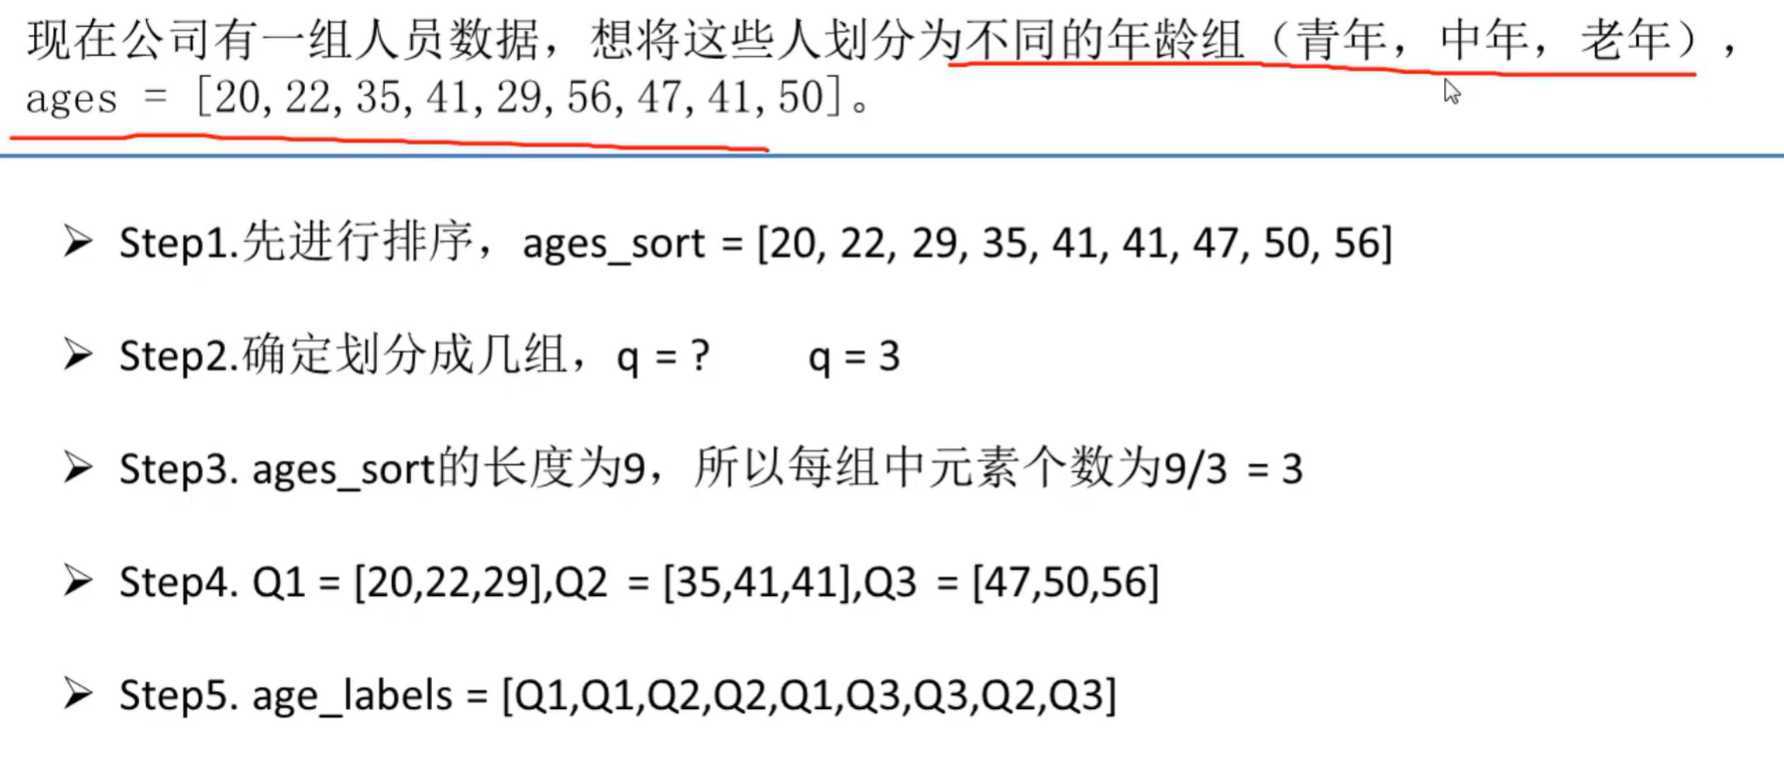 现在公司有一组人员数据，想将这些人划分为不同的年龄组（青年，中年，老年），
ages = [20, 22, 35, 41, 29, 56, 47, 41, 50]。
➢ Step1.先进行排序，ages_sort = [20, 22, 29, 35, 41, 41, 47, 50, 56]
➢ Step2.确定划分成几组，q = ? q = 3
➢ Step3. ages_sort的长度为9，所以每组中元素个数为9/3 = 3
➢ Step4. Q1 = [20,22,29],Q2 = [35,41,41],Q3 = [47,50,56]
➢ Step5. age_labels = [Q1,Q1,Q2,Q2,Q1,Q3,Q3,Q2,Q3]